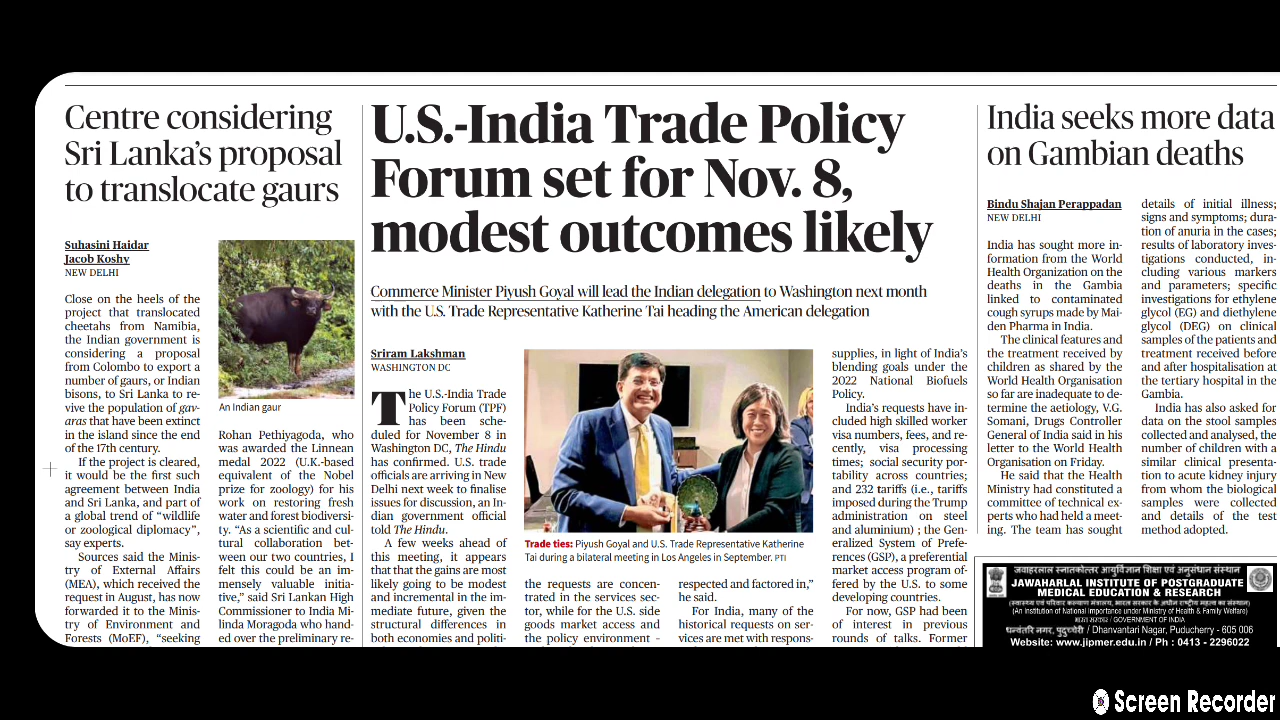 Centre considering
Sri Lanka's proposal
to translocate gaurs
Suhasini Haidar
Jacob Koshy
NEW DELHI
Close on the heels of the
project that translocated
cheetahs from Namibia,
the Indian government is
considering a proposal
from Colombo to export a
number of gaurs, or Indian
bisons, to Sri Lanka to re-
vive the population of gav-
aras that have been extinct
in the island since the end
of the 17th century.
If the project is cleared,
it would be the first such
agreement between India
and Sri Lanka, and part of
a global trend of "wildlife
or zoological diplomacy",
say experts.
Sources said the Minis-
try of External Affairs
(MEA), which received the
request in August, has now
forwarded it to the Minis-
try of Environment and
Forests (MoEF), "seeking
An Indian gaur
Rohan Pethiyagoda, who
was awarded the Linnean
medal 2022 (U.K.-based
equivalent of the Nobel
prize for zoology) for his
work on restoring fresh
water and forest biodiversi-
ty. "As a scientific and cul-
tural collaboration bet-
ween our two countries, I
felt this could be an im-
mensely valuable initia-
tive," said Sri Lankan High
Commissioner to India Mi-
linda Moragoda who hand-
ed over the preliminary re-
U.S.-India Trade Policy
Forum set for Nov. 8,
modest outcomes likely
Commerce Minister Piyush Goyal will lead the Indian delegation to Washington next month
with the U.S. Trade Representative Katherine Tai heading the American delegation
Sriram Lakshman
WASHINGTON DC
The U.S.-India Trade
Policy Forum (TPF)
has been sche-
duled for November 8 in
Washington DC, The Hindu
has confirmed. U.S. trade
officials are arriving in New
Delhi next week to finalise
issues for discussion, an In-
dian government official
told The Hindu.
A few weeks ahead of
this meeting, it appears
that that the gains are most
likely going to be modest
and incremental in the im-
mediate future, given the
structural differences in
both economies and politi-
Trade ties: Piyush Goyal and U.S. Trade Representative Katherine
Tai during a bilateral meeting in Los Angeles in September. PTI
the requests are concen-
trated in the services sec-
tor, while for the U.S. side
goods market access and
the policy environment –
respected and factored in,"
he said.
For India, many of the
historical requests on ser-
vices are met with respons-
supplies, in light of India's
blending goals under the
2022 National Biofuels
Policy.
India's requests have in-
cluded high skilled worker
visa numbers, fees, and re-
cently, visa processing
times; social security por-
tability across countries;
and 232 tariffs (i.e., tariffs
imposed during the Trump
administration on steel
and aluminium) ; the Gen-
eralized System of Prefe-
rences (GSP), a preferential
market access program of-
fered by the U.S. to some
developing countries.
For now, GSP had been
of interest in previous
rounds of talks. Former
India seeks more data
on Gambian deaths
Bindu Shajan Perappadan
NEW DELHI
India has sought more in-
formation from the World
Health Organization on the
deaths in the Gambia
linked to contaminated
cough syrups made by Mai-
den Pharma in India.
The clinical features and
the treatment received by
children as shared by the
World Health Organisation
so far are inadequate to de-
termine the aetiology, V.G.
Somani, Drugs Controller
General of India said in his
letter to the World Health
Organisation on Friday.
He said that the Health
Ministry had constituted a
committee of technical ex-
perts who had held a meet-
ing. The team has sought
details of initial illness;
signs and symptoms; dura-
tion of anuria in the cases;
results of laboratory inves-
tigations conducted, in-
cluding various markers
and parameters; specific
investigations for ethylene
glycol (EG) and diethylene
glycol (DEG) on clinical
samples of the patients and
treatment received before
and after hospitalisation at
the tertiary hospital in the
Gambia.
India has also asked for
data on the stool samples
collected and analysed, the
number of children with a
similar clinical presenta-
tion to acute kidney injury
from whom the biological
samples were collected
and details of the test
method adopted.
जवाहरलाल स्नातकोत्तर आयुर्विज्ञान शिक्षा एवं अनुसंधान संस्थान
JAWAHARLAL INSTITUTE OF POSTGRADUATE
MEDICAL EDUCATION & RESEARCH
(स्वास्थ्य एवं परिवार कल्याण मंत्रालय, भारत सरकार के अधीन राष्ट्रीय महत्व का संस्थान)
(An Institution of National Importance under Ministry of Health & Family Welfare)
भारत सरकार / GOVERNMENT OF INDIA
धन्वंतरि नगर, पुदुच्चेरी / Dhanvantari Nagar, Puducherry - 605 006
Website: www.jipmer.edu.in / Ph : 0413 - 2296022
Screen Recorder